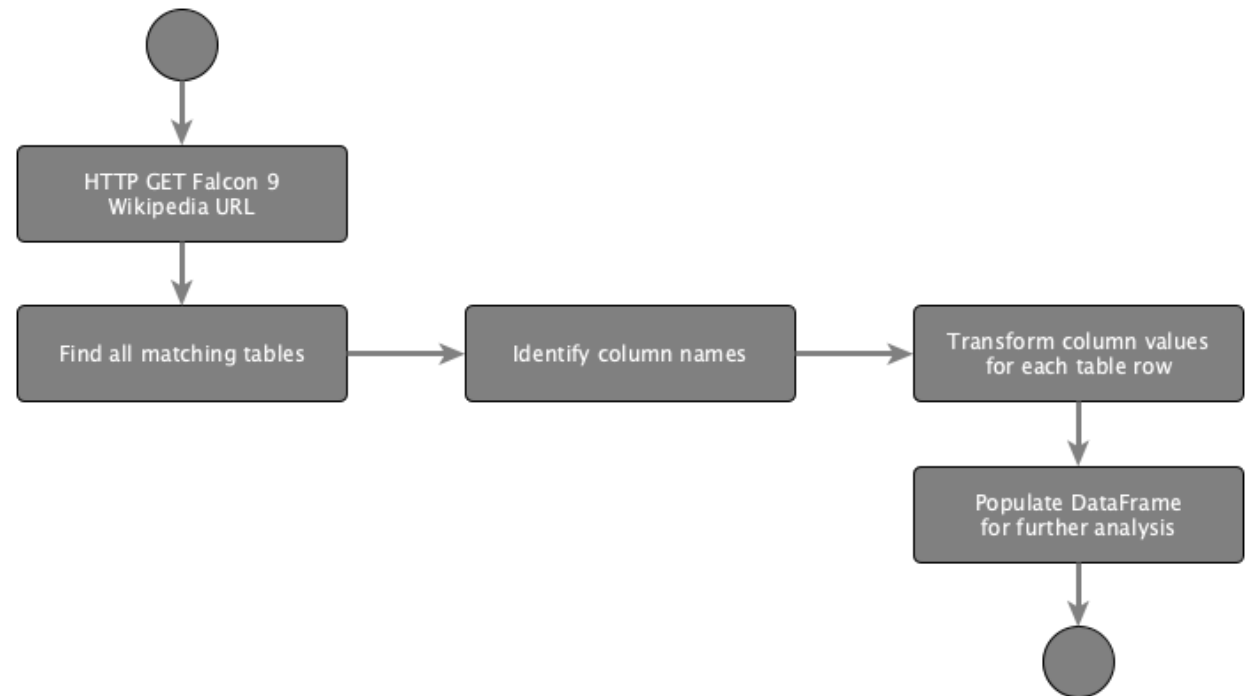 HTTP GET Falcon 9
Wikipedia URL
Find all matching tables
Identify column names
Transform column values
for each table row
Populate DataFrame
for further analysis